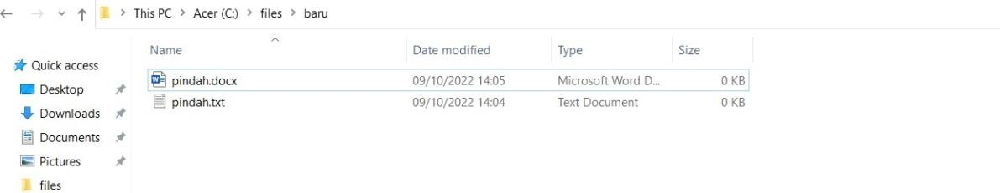 This PC > Acer (C:) > files > baru
Name Date modified Type Size
Quick access
Desktop
Downloads
Documents
Pictures
files
pindah.docx 09/10/2022 14:05 Microsoft Word D... 0 KB
pindah.txt 09/10/2022 14:04 Text Document 0 KB